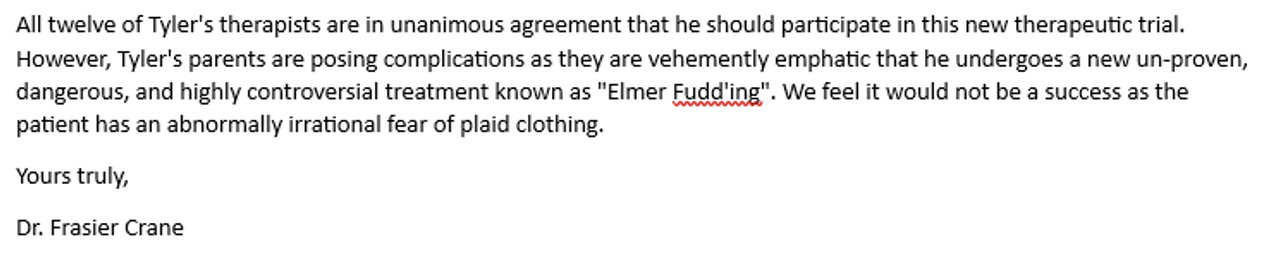 All twelve of Tyler's therapists are in unanimous agreement that he should participate in this new therapeutic trial.
However, Tyler's parents are posing complications as they are vehemently emphatic that he undergoes a new un-proven,
dangerous, and highly controversial treatment known as "Elmer Fudd'ing". We feel it would not be a success as the
patient has an abnormally irrational fear of plaid clothing.
Yours truly,
Dr. Frasier Crane